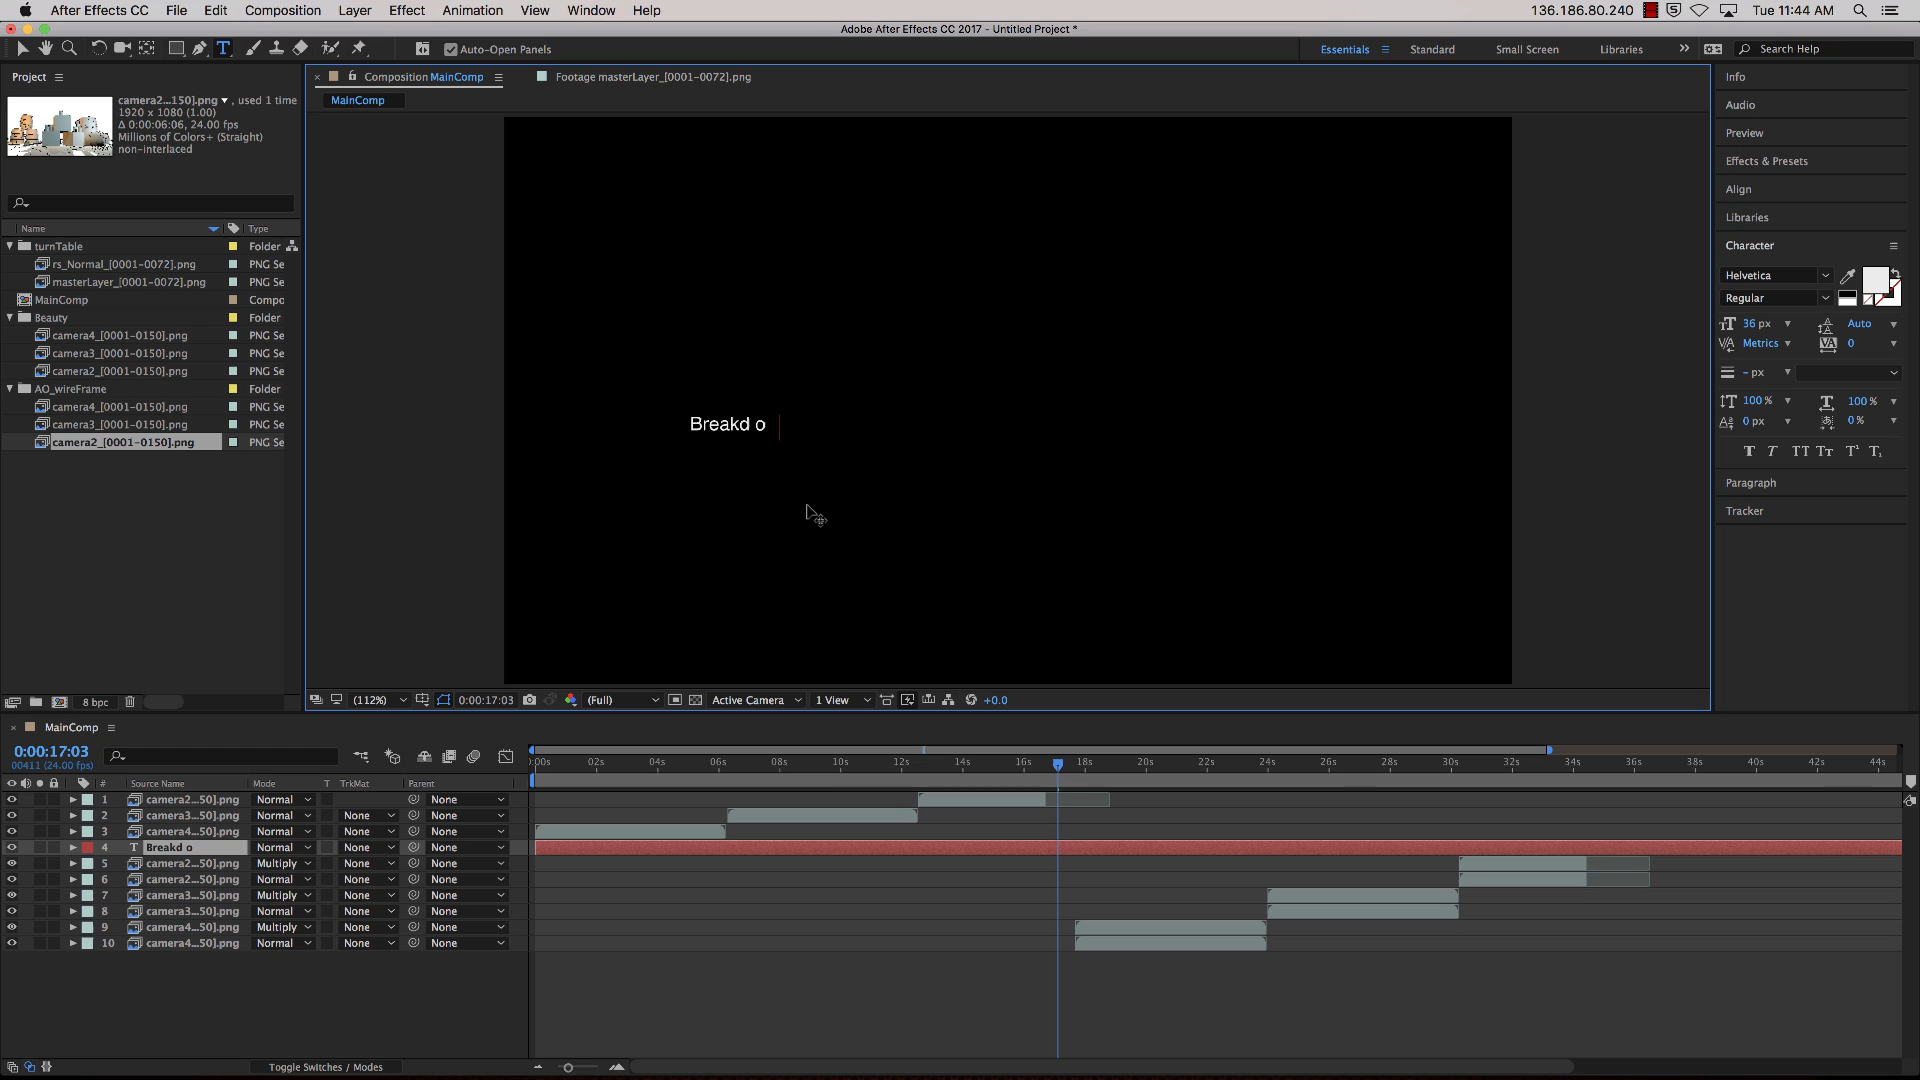 After Effects CC File Edit Composition Layer Effect Animation View Window Help 136.186.80.240 Tue 11:44 AM
Adobe After Effects CC 2017 - Untitled Project *
T Auto-Open Panels Essentials Standard Small Screen Libraries Search Help
Project
camera2...150].png, used 1 time
1920 x 1080 (1.00)
Δ 0:00:06:06, 24.00 fps
Millions of Colors+ (Straight)
non-interlaced
Name Type
turnTable Folder
rs_Normal_[0001-0072].png PNG Se
masterLayer_[0001-0072].png PNG Se
MainComp Compo
Beauty Folder
camera4_[0001-0150].png PNG Se
camera3_[0001-0150].png PNG Se
camera2_[0001-0150].png PNG Se
AO_wireFrame Folder
camera4_[0001-0150].png PNG Se
camera3_[0001-0150].png PNG Se
camera2_[0001-0150].png PNG Se
8 bpc
Composition MainComp Footage masterLayer_[0001-0072].png
MainComp
Breakd o
(112%) 0:00:17:03 (Full) Active Camera 1 View +0.0
Info
Audio
Preview
Effects & Presets
Align
Libraries
Character
Helvetica
Regular
36 px Auto
Metrics 0
- px
100 % 100 %
0 px 0 %
T T TT Tt T¹ T₁
Paragraph
Tracker
MainComp
0:00:17:03
00411 (24.00 fps)
# Source Name Mode T TrkMat Parent
:00s 02s 04s 06s 08s 10s 12s 14s 16s 18s 20s 22s 24s 26s 28s 30s 32s 34s 36s 38s 40s 42s 44s
1 camera2...50].png Normal None
2 camera3...50].png Normal None None
3 camera4...50].png Normal None None
4 T Breakd o Normal None None
5 camera2...50].png Multiply None None
6 camera2...50].png Normal None None
7 camera3...50].png Multiply None None
8 camera3...50].png Normal None None
9 camera4...50].png Multiply None None
10 camera4...50].png Normal None None
Toggle Switches / Modes